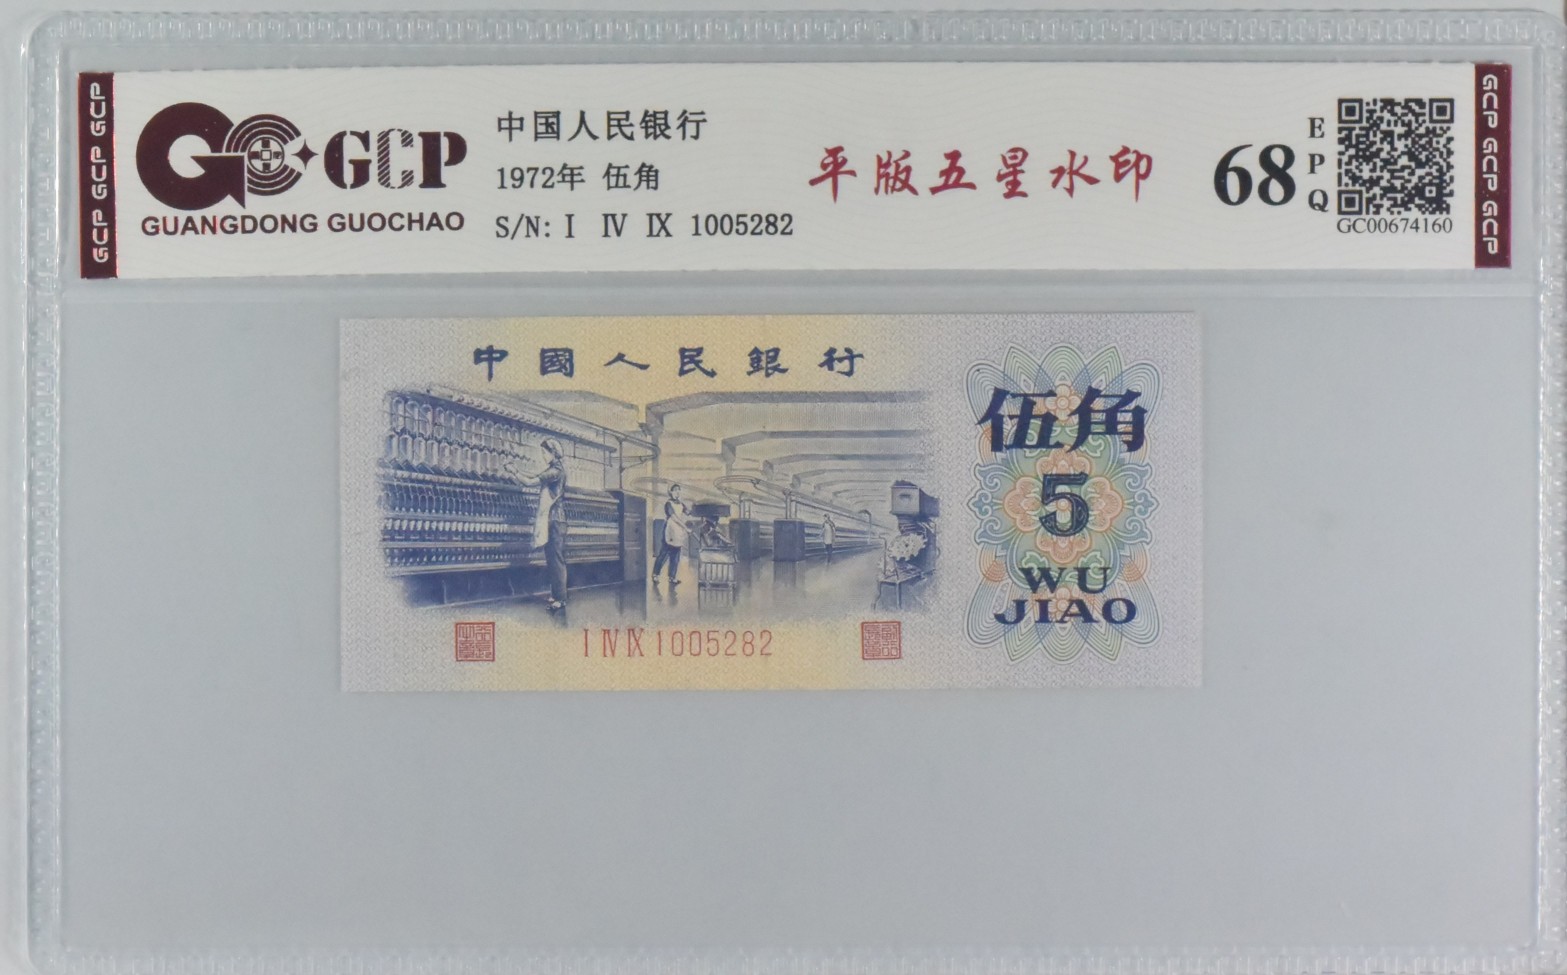 GCP GCP GCP
GCP
GUANGDONG GUOCHAO
中国人民银行
1972年 伍角
S/N: I IV IX 1005282
平版五星水印
68
EPQ
GC00674160
GCP GCP GCP
中國人民銀行
伍角
5
WU
JIAO
I IV IX 1005282